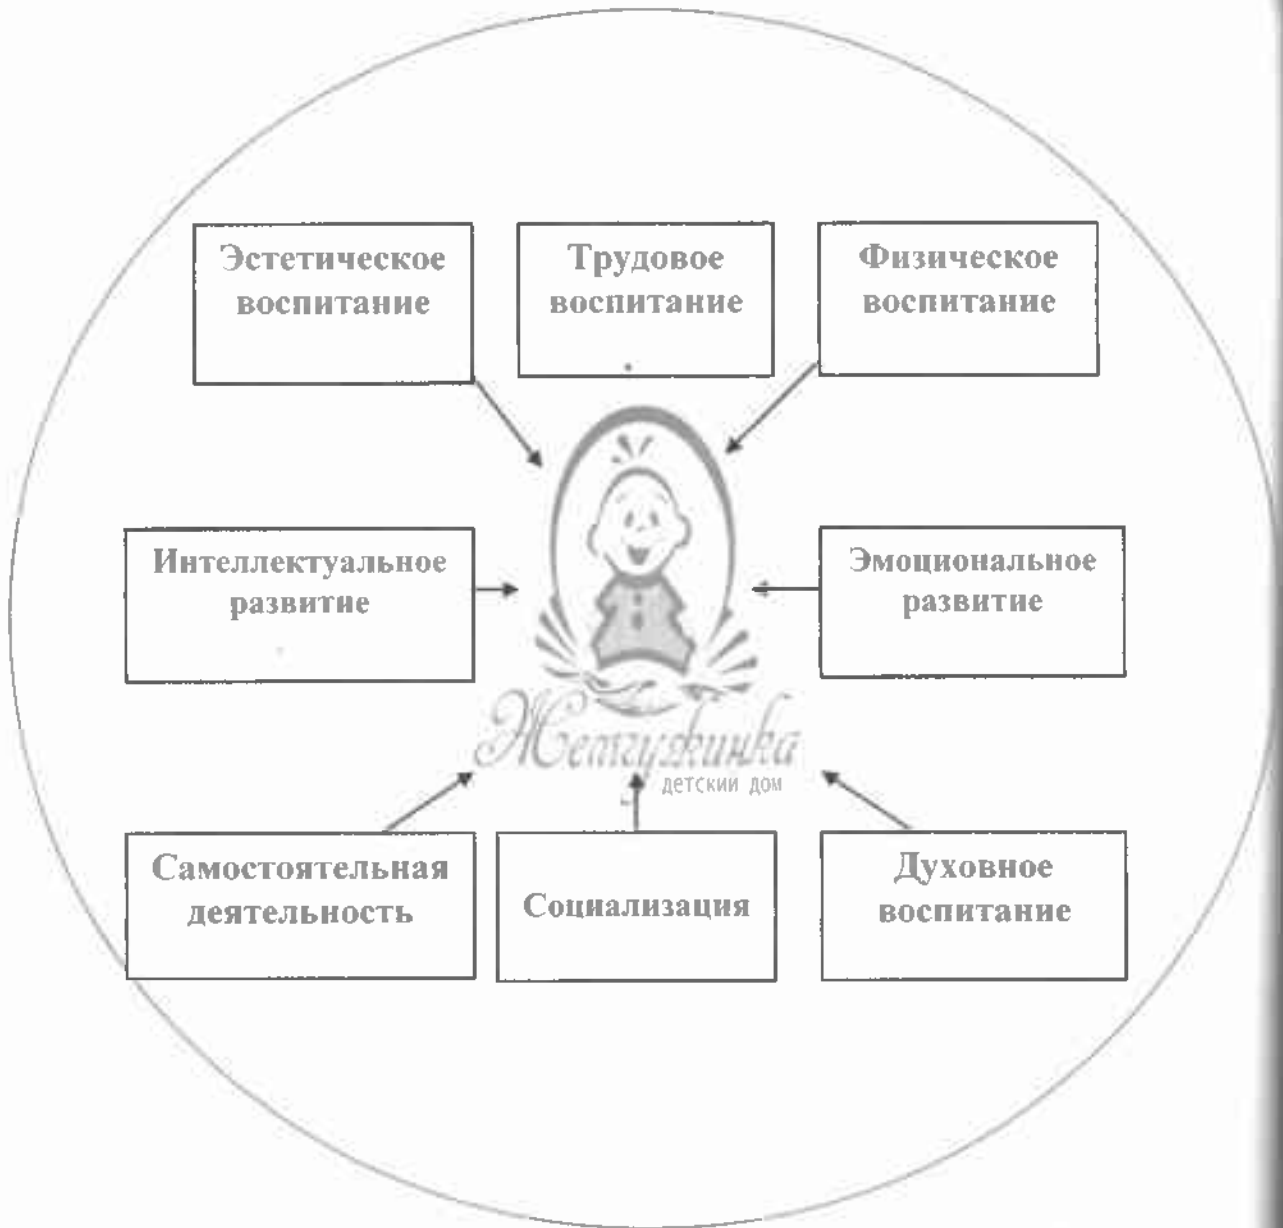 Эстетическое
воспитание
Трудовое
воспитание
Физическое
воспитание
Интеллектуальное
развитие
Эмоциональное
развитие
Жемчужинка
детский дом
Самостоятельная
деятельность
Социализация
Духовное
воспитание